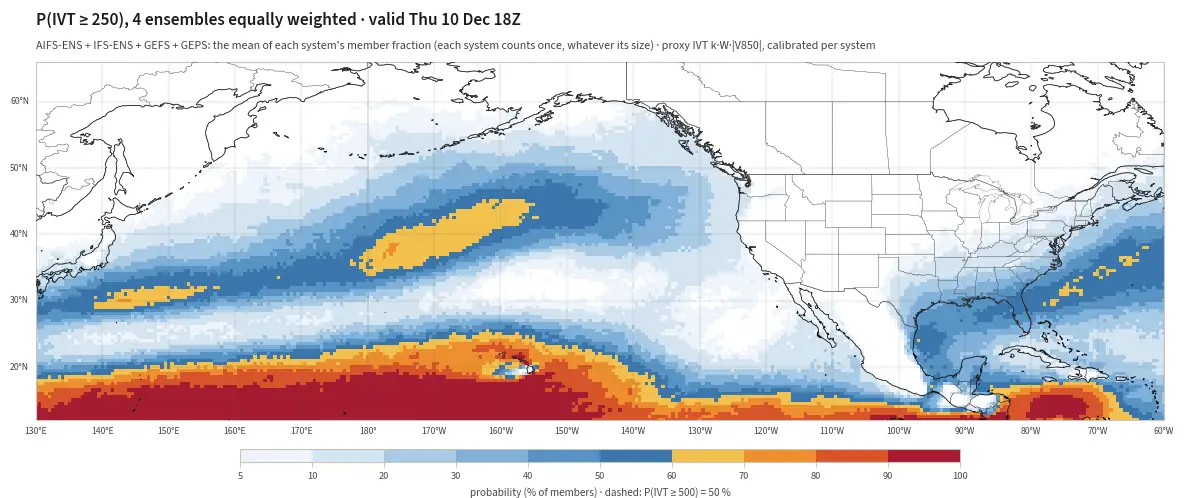 P(IVT ≥ 250), 4 ensembles equally weighted · valid Thu 10 Dec 18Z
AIFS-ENS + IFS-ENS + GEFS + GEPS: the mean of each system's member fraction (each system counts once, whatever its size) · proxy IVT k·W·|V850|, calibrated per system
60°N
50°N
40°N
30°N
20°N
130°E 140°E 150°E 160°E 170°E 180° 170°W 160°W 150°W 140°W 130°W 120°W 110°W 100°W 90°W 80°W 70°W 60°W
5 10 20 30 40 50 60 70 80 90 100
probability (% of members) · dashed: P(IVT ≥ 500) = 50 %